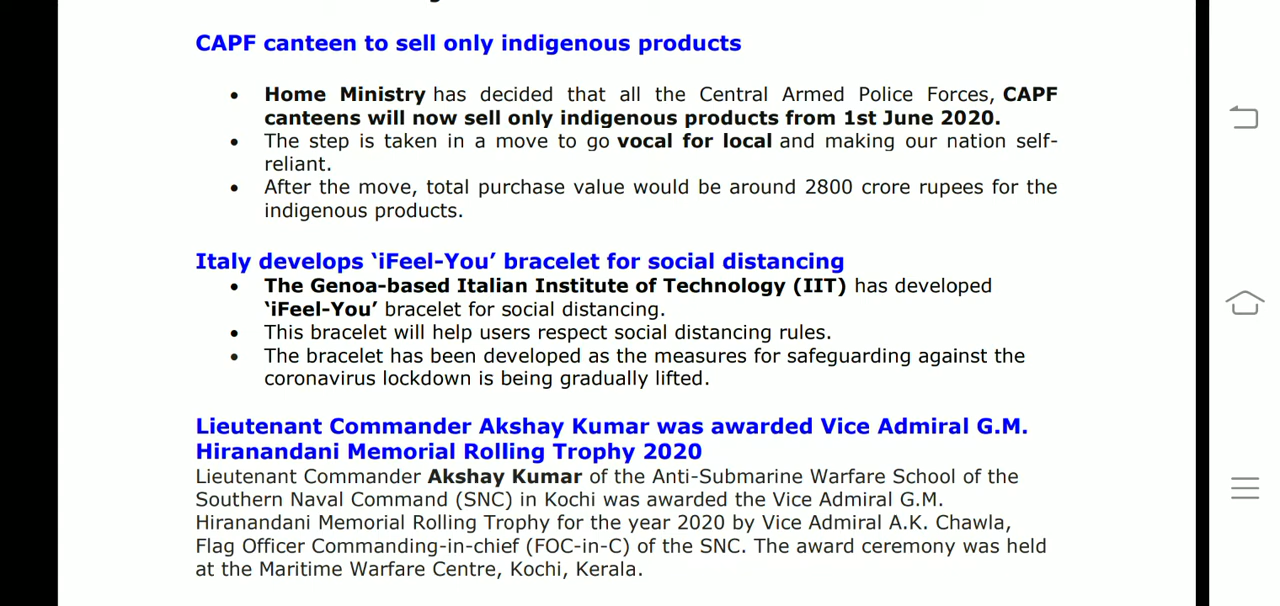 CAPF canteen to sell only indigenous products
• Home Ministry has decided that all the Central Armed Police Forces, CAPF
canteens will now sell only indigenous products from 1st June 2020.
• The step is taken in a move to go vocal for local and making our nation self-
reliant.
• After the move, total purchase value would be around 2800 crore rupees for the
indigenous products.
Italy develops ‘iFeel-You’ bracelet for social distancing
• The Genoa-based Italian Institute of Technology (IIT) has developed
‘iFeel-You’ bracelet for social distancing.
• This bracelet will help users respect social distancing rules.
• The bracelet has been developed as the measures for safeguarding against the
coronavirus lockdown is being gradually lifted.
Lieutenant Commander Akshay Kumar was awarded Vice Admiral G.M.
Hiranandani Memorial Rolling Trophy 2020
Lieutenant Commander Akshay Kumar of the Anti-Submarine Warfare School of the
Southern Naval Command (SNC) in Kochi was awarded the Vice Admiral G.M.
Hiranandani Memorial Rolling Trophy for the year 2020 by Vice Admiral A.K. Chawla,
Flag Officer Commanding-in-chief (FOC-in-C) of the SNC. The award ceremony was held
at the Maritime Warfare Centre, Kochi, Kerala.